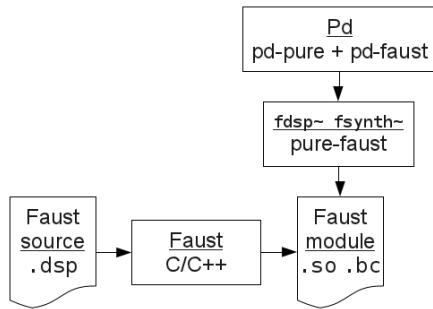 Pd
pd-pure + pd-faust
fdsp~ fsynth~
pure-faust
Faust
source
.dsp
Faust
C/C++
Faust
module
.so .bc